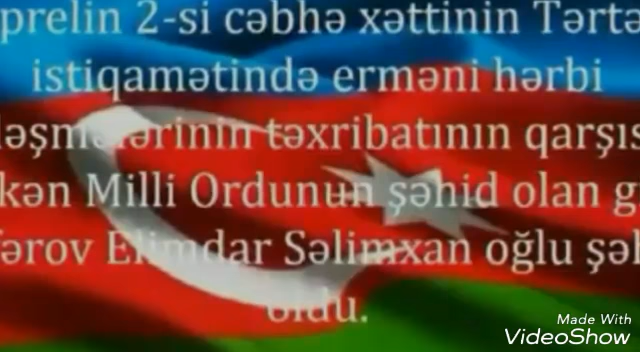 prelin 2-si cəbhə xəttinin Tərtə
istiqamətində erməni hərbi
ləşmələrinin təxribatının qarşıs
kən Milli Ordunun şəhid olan g
fərov Elimdar Səlimxan oğlu şəh
oldu.
Made With
VideoShow